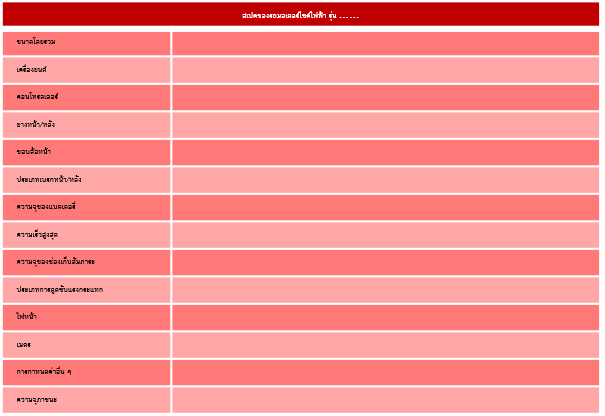 สเปคของรถมอเตอร์ไซค์ไฟฟ้า รุ่น ......
ขนาดโดยรวม
เครื่องยนต์
คอนโทรลเลอร์
ยางหน้า/หลัง
ขอบล้อหน้า
ประเภทเบรกหน้า/หลัง
ความจุของแบตเตอรี่
ความเร็วสูงสุด
ความจุของช่องเก็บสัมภาระ
ประเภทการดูดซับแรงกระแทก
ไฟหน้า
เมตร
การกำหนดค่าอื่น ๆ
ความจุภาชนะ